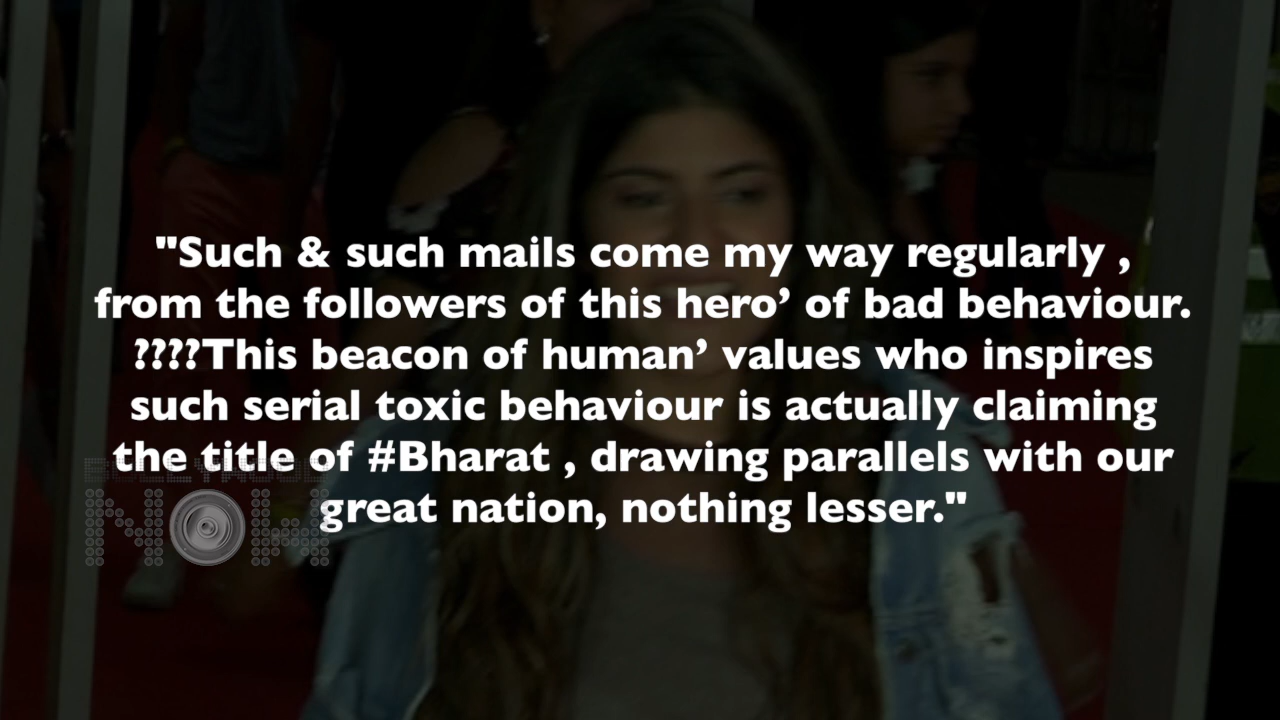 "Such & such mails come my way regularly ,
from the followers of this hero’ of bad behaviour.
????This beacon of human’ values who inspires
such serial toxic behaviour is actually claiming
the title of #Bharat , drawing parallels with our
great nation, nothing lesser."
BOLLYWOOD
NOW